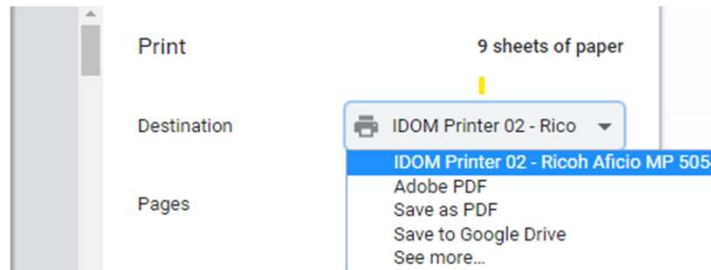 Print
9 sheets of paper
Destination
IDOM Printer 02 - Rico
IDOM Printer 02 - Ricoh Aficio MP 505
Adobe PDF
Pages
Save as PDF
Save to Google Drive
See more...